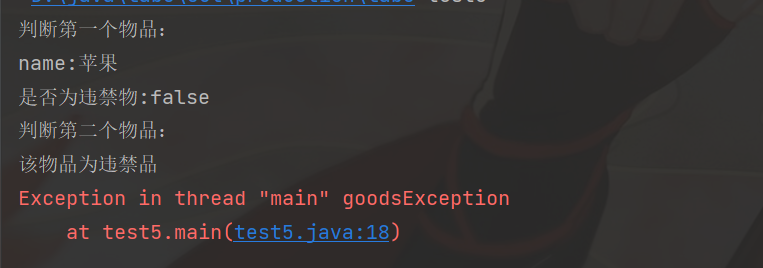 判断第一个物品：
name:苹果
是否为违禁物:false
判断第二个物品：
该物品为违禁品
Exception in thread "main" goodsException
at test5.main(test5.java:18)